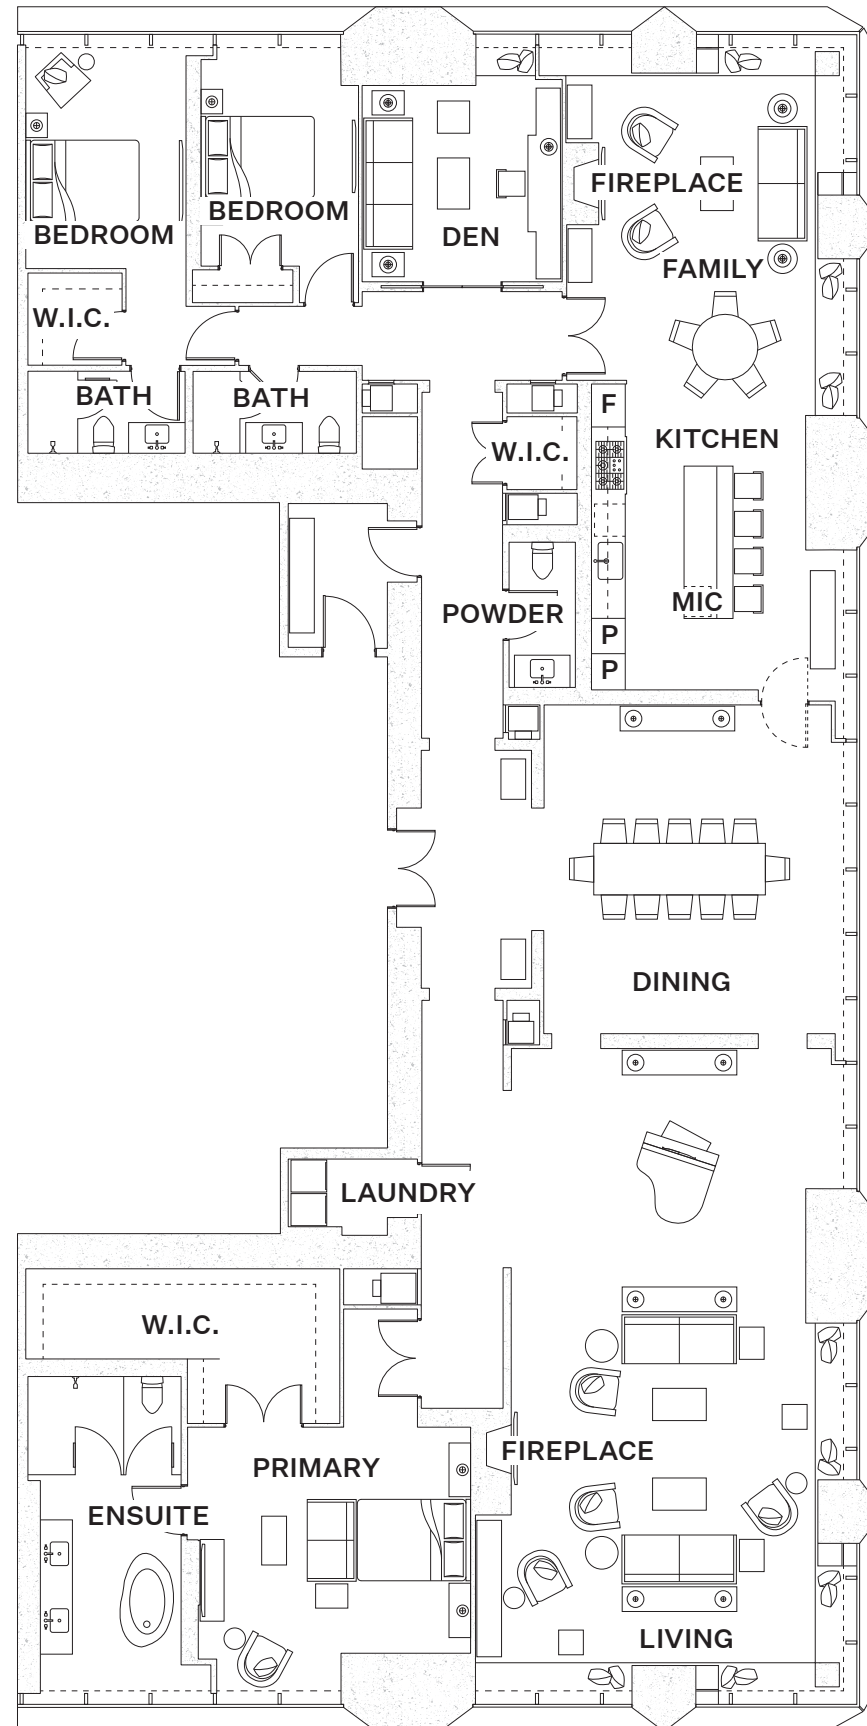 FIREPLACE
BEDROOM
BEDROOM
DEN
FAMILY
W.I.C.
BATH
BATH
F
KITCHEN
W.I.C.
MIC
POWDER
P
P
DINING
LAUNDRY
W.I.C.
FIREPLACE
PRIMARY
ENSUITE
LIVING